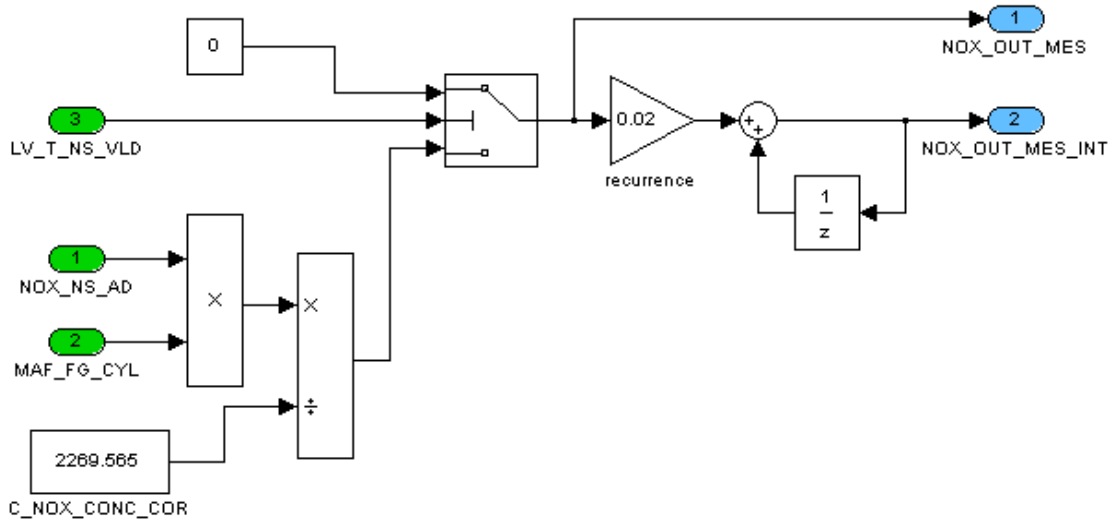 1
NOX_OUT_MES
0
3
LV_T_NS_VLD
0.02
recurrence
+
+
2
NOX_OUT_MES_INT
1
z
1
NOX_NS_AD
×
×
2
MAF_FG_CYL
÷
2269.565
C_NOX_CONC_COR